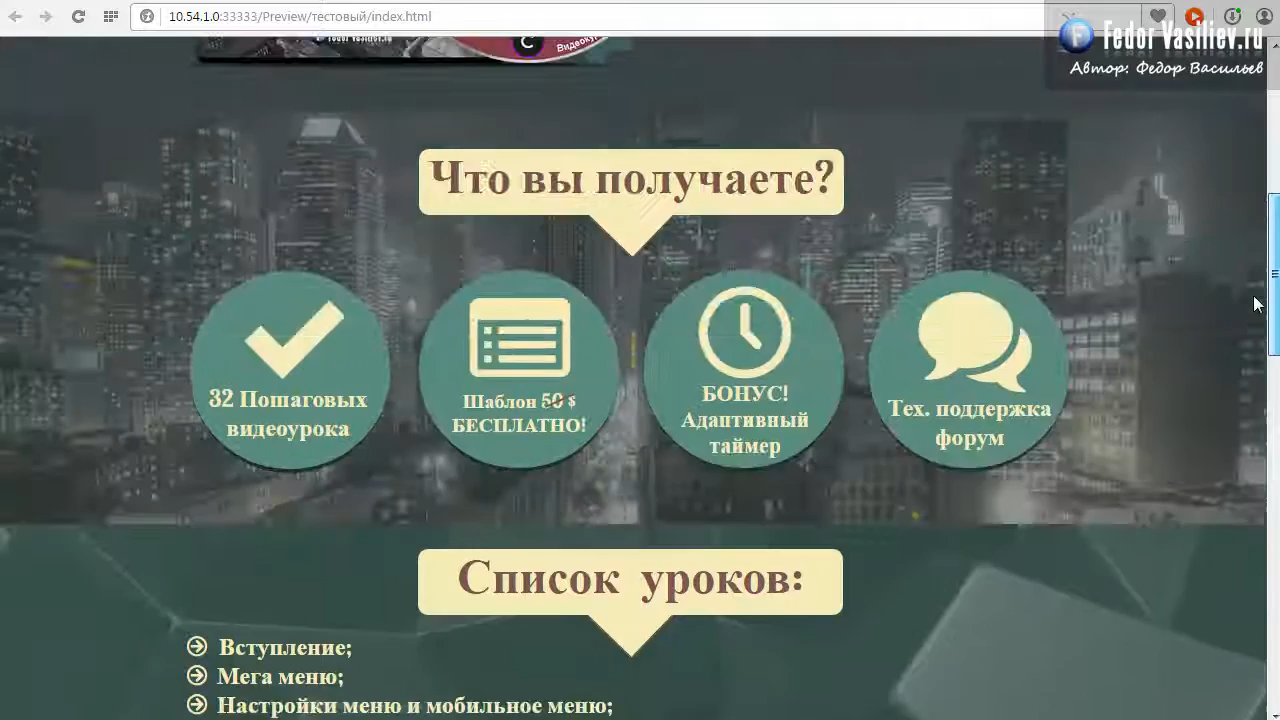 10.54.1.0:33333/Preview/тестовый/index.html
Fedor Vasiliev.ru
Автор: Федор Васильев
Что вы получаете?
32 Пошаговых
видеоурока
Шаблон 50 $
БЕСПЛАТНО!
БОНУС!
Адаптивный
таймер
Тех. поддержка
форум
Список уроков:
Вступление;
Мега меню;
Настройки меню и мобильное меню;